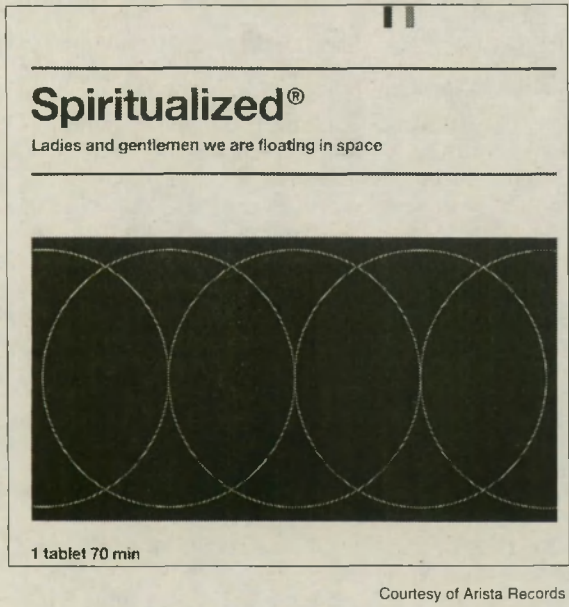 Spiritualized®
Ladies and gentlemen we are floating in space
1 tablet 70 min
Courtesy of Arista Records